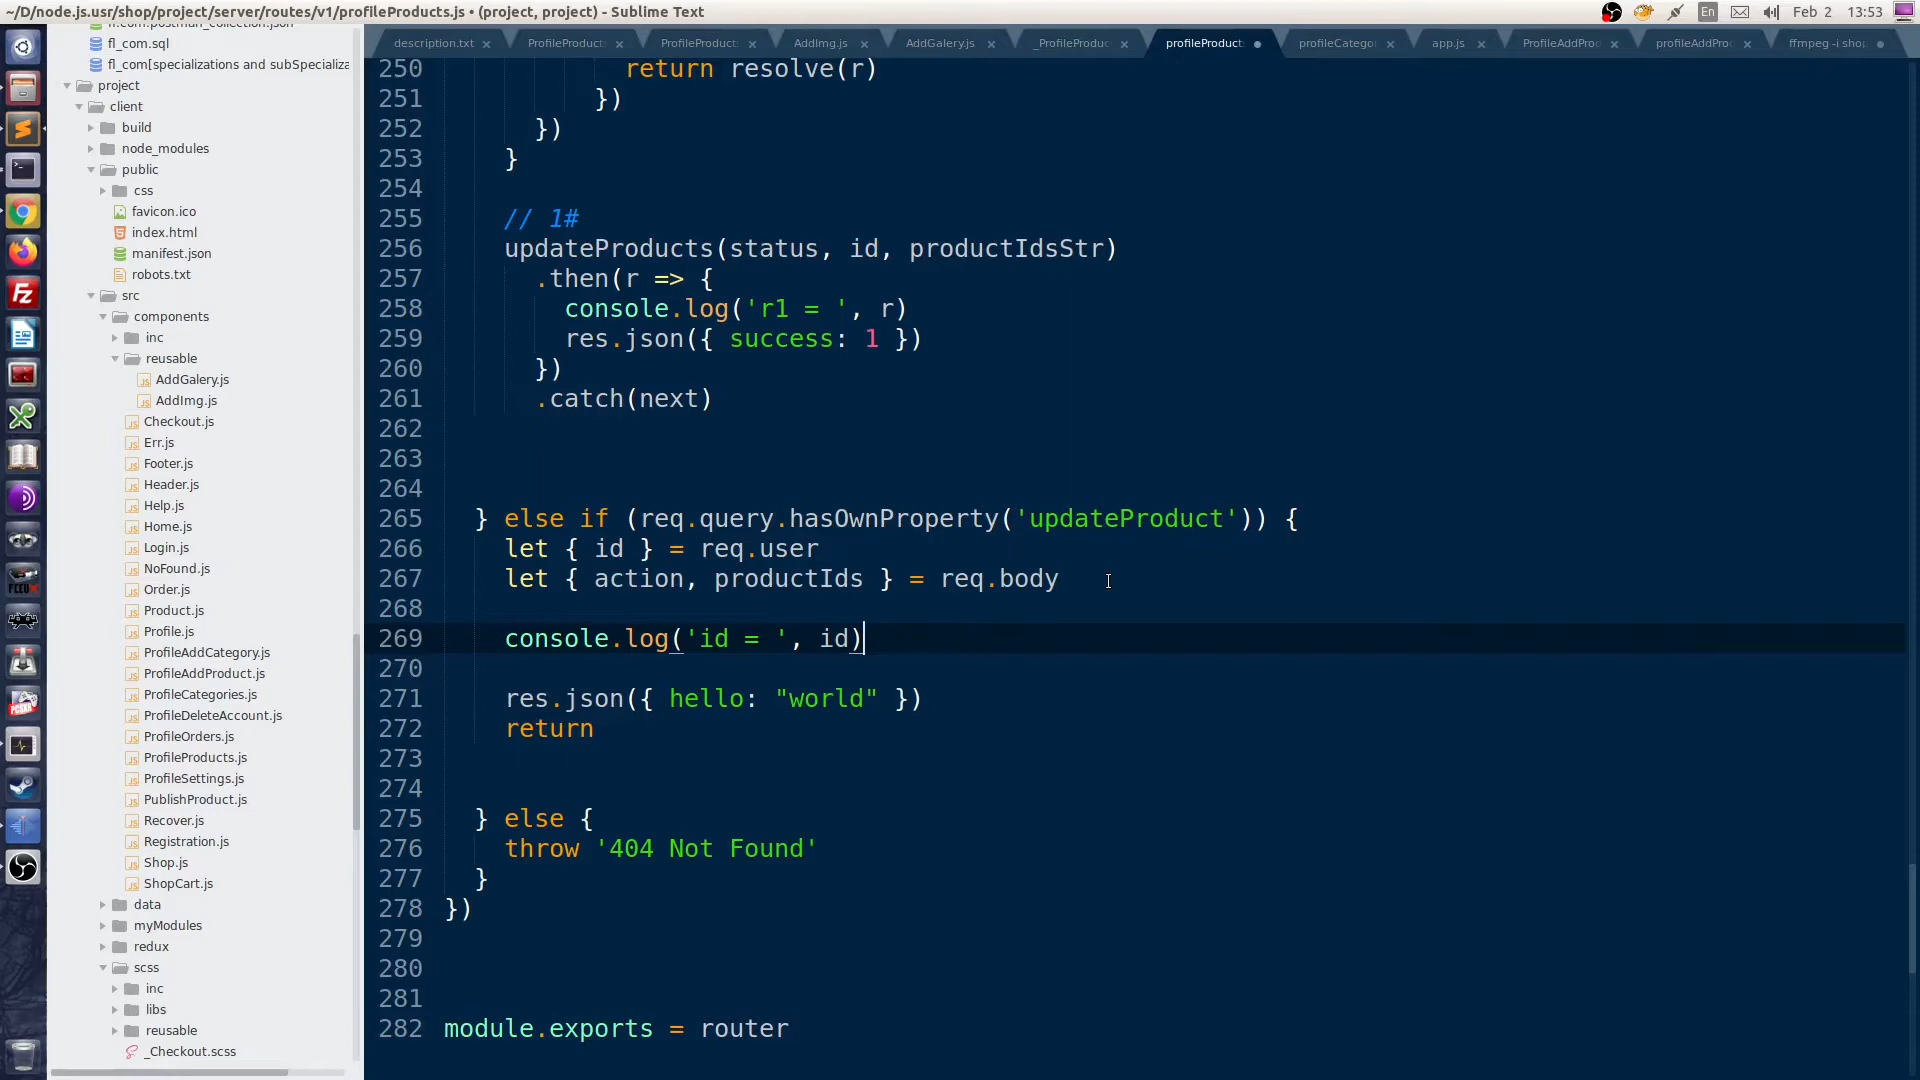 ~/D/node.js.usr/shop/project/server/routes/v1/profileProducts.js • (project, project) - Sublime Text
En
Feb 2 13:53
description.txt ProfileProduct ProfileProduct AddImg.js AddGalery.js _ProfileProduc profileProduct profileCatego app.js ProfileAddProd profileAddProd ffmpeg -i shop
fl_com.sql
fl_com[specializations and subSpecializa
project
client
build
node_modules
public
css
favicon.ico
index.html
manifest.json
robots.txt
src
components
inc
reusable
AddGalery.js
AddImg.js
Checkout.js
Err.js
Footer.js
Header.js
Help.js
Home.js
Login.js
NoFound.js
Order.js
Product.js
Profile.js
ProfileAddCategory.js
ProfileAddProduct.js
ProfileCategories.js
ProfileDeleteAccount.js
ProfileOrders.js
ProfileProducts.js
ProfileSettings.js
PublishProduct.js
Recover.js
Registration.js
Shop.js
ShopCart.js
data
myModules
redux
scss
inc
libs
reusable
_Checkout.scss
250 return resolve(r)
251 })
252 })
253 }
254
255 // 1#
256 updateProducts(status, id, productIdsStr)
257 .then(r => {
258 console.log('r1 = ', r)
259 res.json({ success: 1 })
260 })
261 .catch(next)
262
263
264
265 } else if (req.query.hasOwnProperty('updateProduct')) {
266 let { id } = req.user
267 let { action, productIds } = req.body
268
269 console.log('id = ', id)
270
271 res.json({ hello: "world" })
272 return
273
274
275 } else {
276 throw '404 Not Found'
277 }
278 })
279
280
281
282 module.exports = router